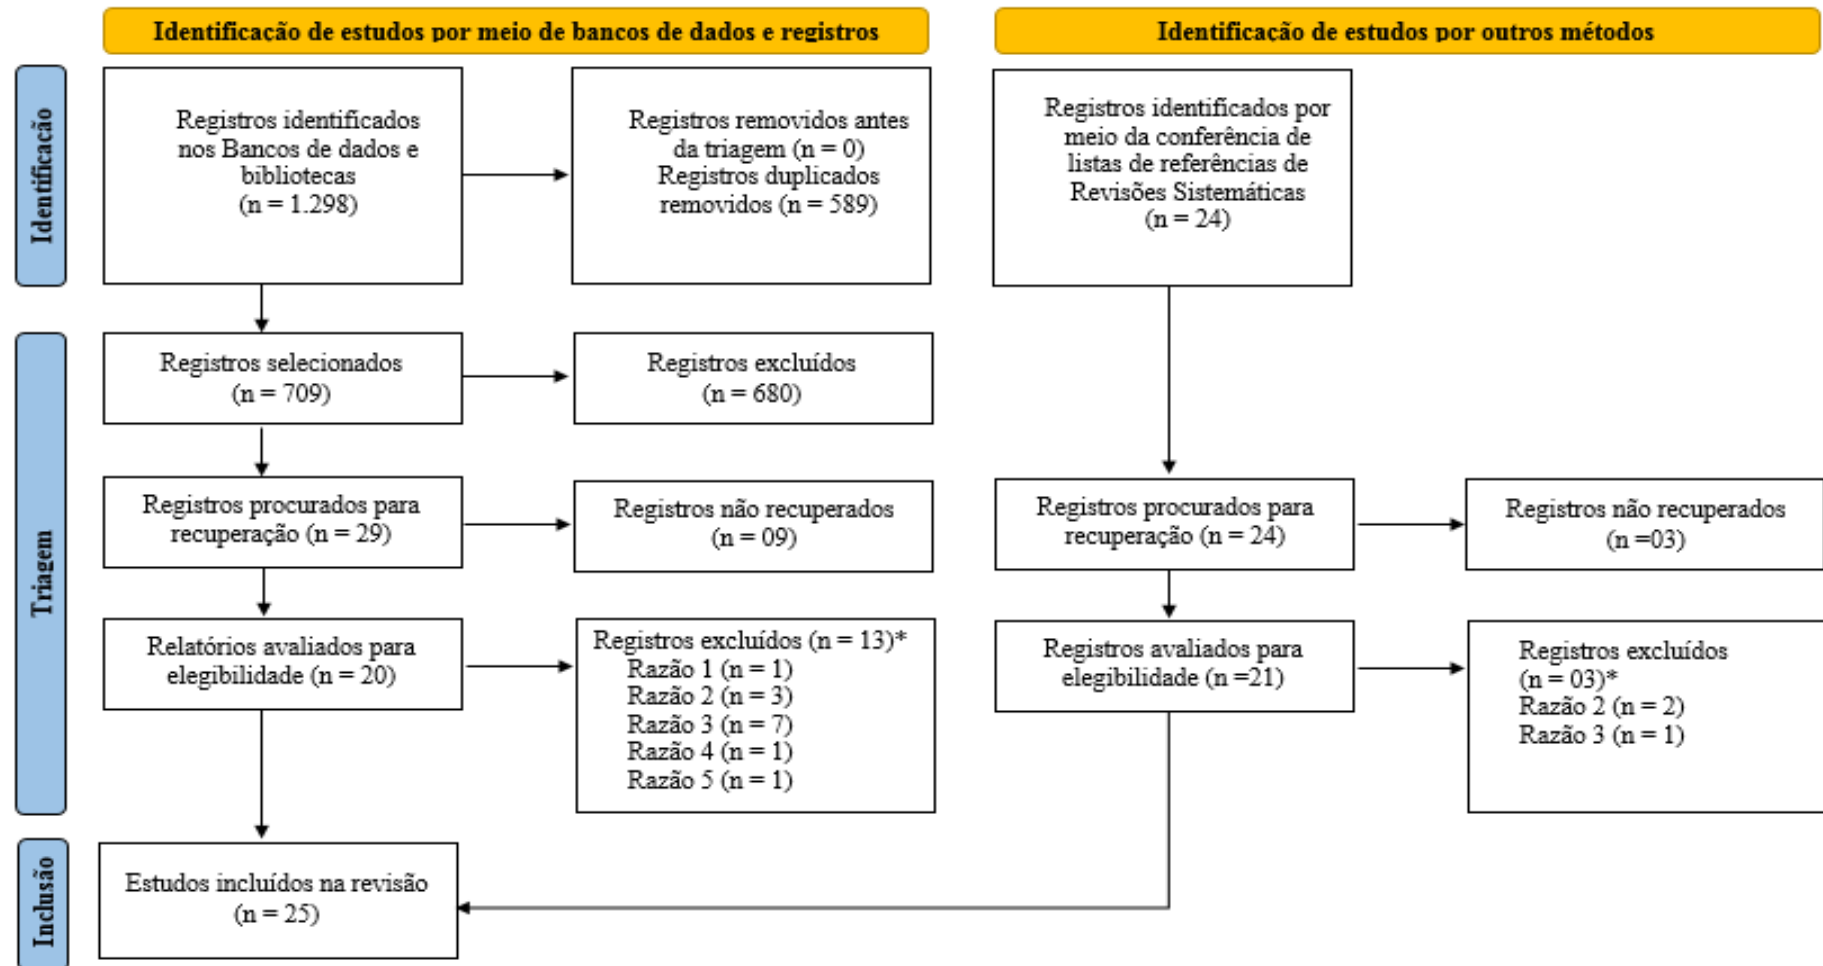 Identificação de estudos por meio de bancos de dados e registros
Identificação de estudos por outros métodos
Identificação
Registros identificados
nos Bancos de dados e
bibliotecas
(n = 1.298)
Registros removidos antes
da triagem (n = 0)
Registros duplicados
removidos (n = 589)
Registros identificados por
meio da conferência de
listas de referências de
Revisões Sistemáticas
(n = 24)
Triagem
Registros selecionados
(n = 709)
Registros excluídos
(n = 680)
Registros procurados para
recuperação (n = 29)
Registros não recuperados
(n = 09)
Registros procurados para
recuperação (n = 24)
Registros não recuperados
(n =03)
Relatórios avaliados para
elegibilidade (n = 20)
Registros excluídos (n = 13)*
Razão 1 (n = 1)
Razão 2 (n = 3)
Razão 3 (n = 7)
Razão 4 (n = 1)
Razão 5 (n = 1)
Registros avaliados para
elegibilidade (n =21)
Registros excluídos
(n = 03)*
Razão 2 (n = 2)
Razão 3 (n = 1)
Inclusão
Estudos incluídos na revisão
(n = 25)